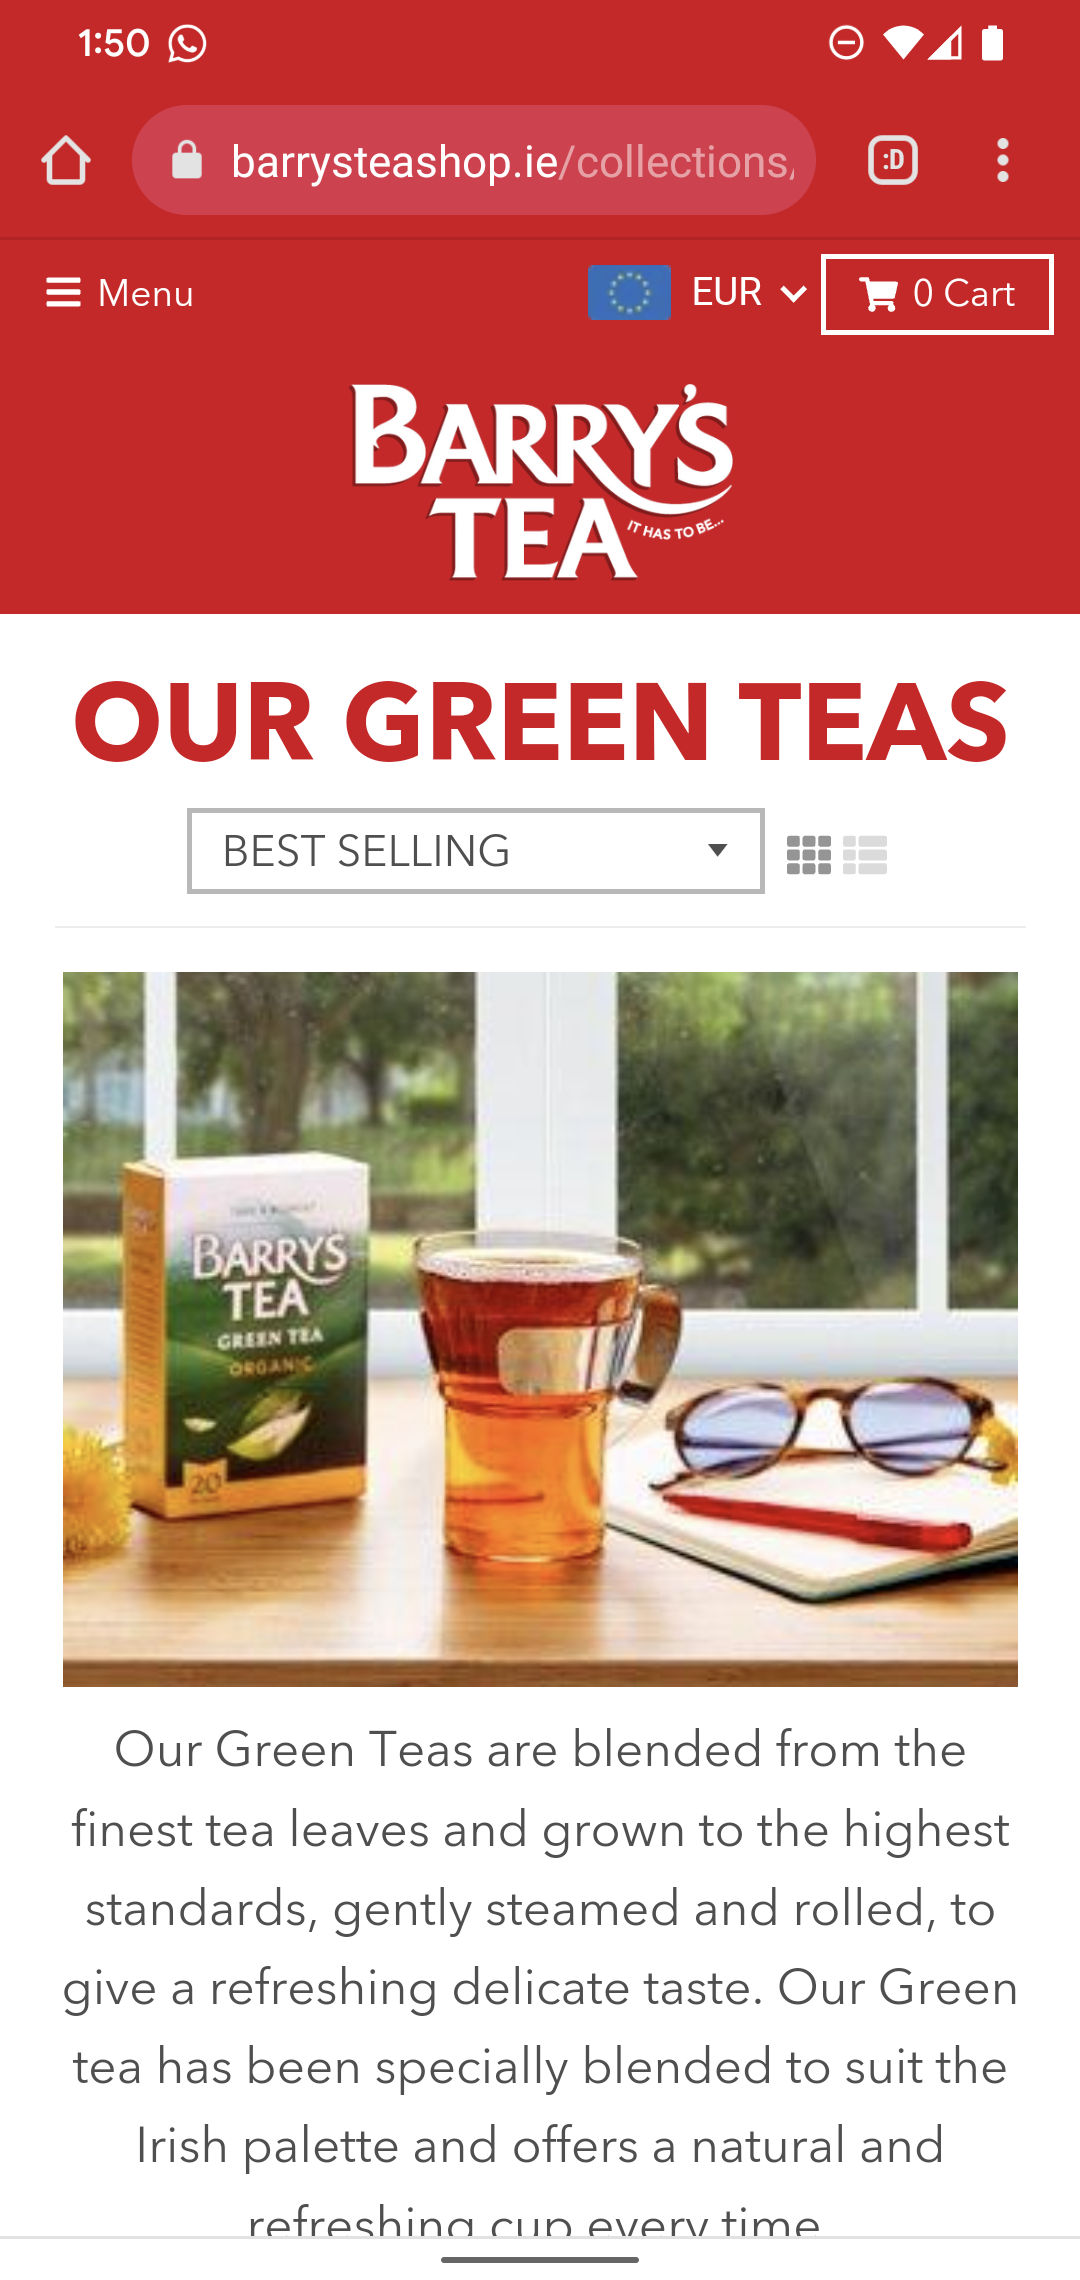 1:50
barrysteashop.ie/collections/
:D
Menu
EUR
0 Cart
BARRY'S
TEA
IT HAS TO BE...
OUR GREEN TEAS
BEST SELLING
BARRY'S
TEA
GREEN TEA
ORGANIC
20
Our Green Teas are blended from the
finest tea leaves and grown to the highest
standards, gently steamed and rolled, to
give a refreshing delicate taste. Our Green
tea has been specially blended to suit the
Irish palette and offers a natural and
refreshing cup every time